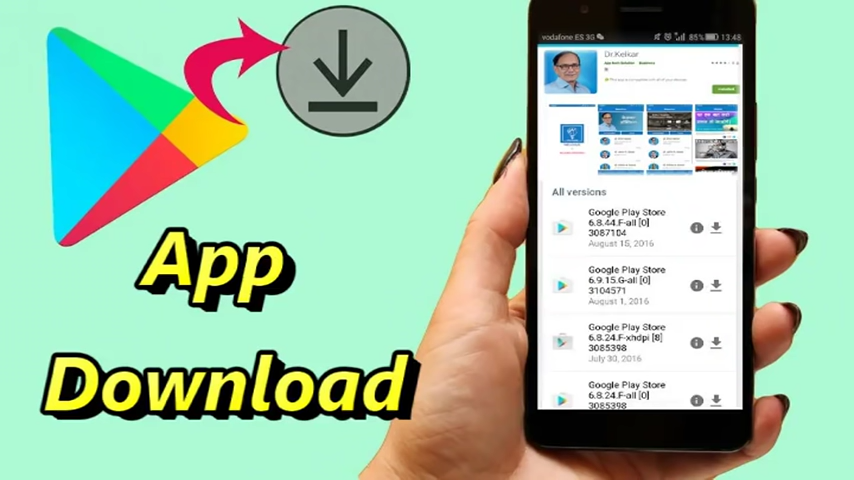 App
Download
vodafone ES 3G
85%
13:48
Dr.Kelkar
All versions
Google Play Store
6.8.44.F-all [0]
3087104
August 15, 2016
Google Play Store
6.9.15.G-all [0]
3104571
August 1, 2016
Google Play Store
6.8.24.F-xhdpi [8]
3085398
July 30, 2016
Google Play Store
6.8.24.F-all [0]
3085398